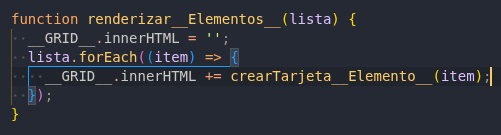 function renderizar__Elementos__(lista) {
  __GRID__.innerHTML = '';
  lista.forEach((item) => {
    __GRID__.innerHTML += crearTarjeta__Elemento__(item);
  });
}